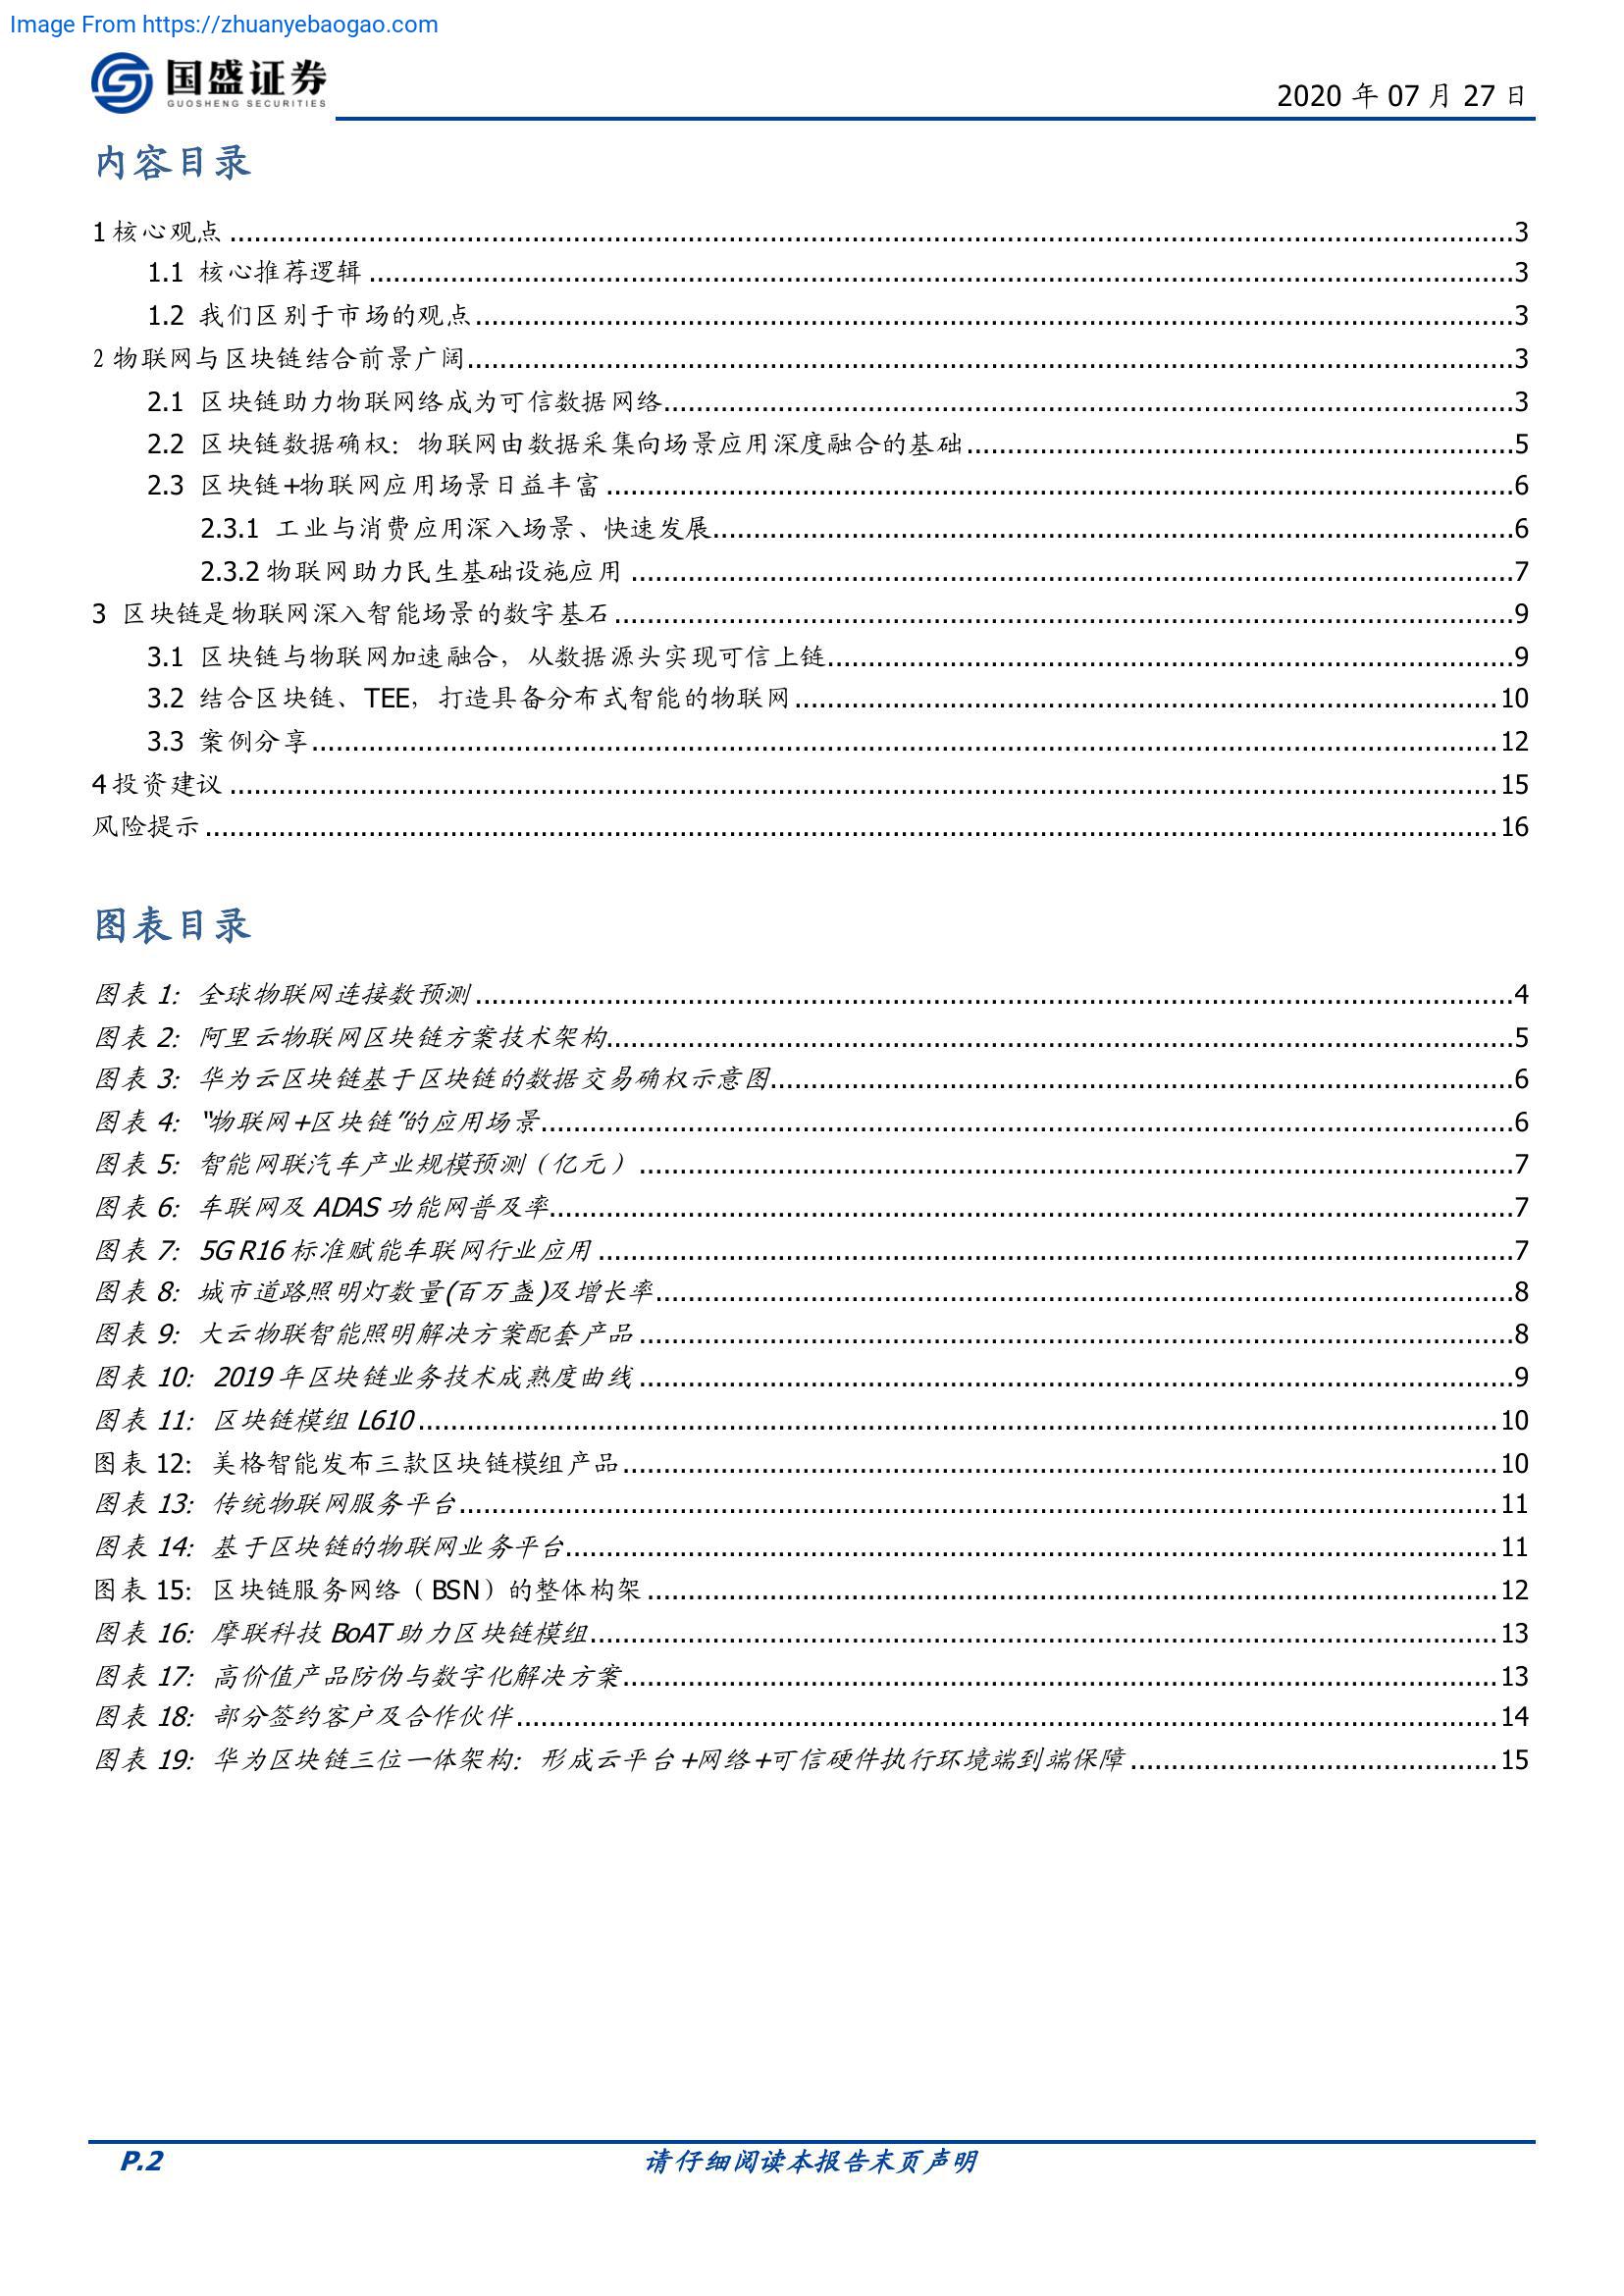 Image From https://zhuanyebaogao.com
国盛证券
GUOSHENG SECURITIES
2020 年 07 月 27 日
内容目录
1 核心观点 ........ 3
1.1 核心推荐逻辑 ........ 3
1.2 我们区别于市场的观点 ........ 3
2 物联网与区块链结合前景广阔 ........ 3
2.1 区块链助力物联网络成为可信数据网络 ........ 3
2.2 区块链数据确权：物联网由数据采集向场景应用深度融合的基础 ........ 5
2.3 区块链+物联网应用场景日益丰富 ........ 6
2.3.1 工业与消费应用深入场景、快速发展 ........ 6
2.3.2 物联网助力民生基础设施应用 ........ 7
3 区块链是物联网深入智能场景的数字基石 ........ 9
3.1 区块链与物联网加速融合，从数据源头实现可信上链 ........ 9
3.2 结合区块链、TEE，打造具备分布式智能的物联网 ........ 10
3.3 案例分享 ........ 12
4 投资建议 ........ 15
风险提示 ........ 16
图表目录
图表 1：全球物联网连接数预测 ........ 4
图表 2：阿里云物联网区块链方案技术架构 ........ 5
图表 3：华为云区块链基于区块链的数据交易确权示意图 ........ 6
图表 4：“物联网+区块链”的应用场景 ........ 6
图表 5：智能网联汽车产业规模预测（亿元） ........ 7
图表 6：车联网及 ADAS 功能网普及率 ........ 7
图表 7：5G R16 标准赋能车联网行业应用 ........ 7
图表 8：城市道路照明灯数量(百万盏)及增长率 ........ 8
图表 9：大云物联智能照明解决方案配套产品 ........ 8
图表 10：2019 年区块链业务技术成熟度曲线 ........ 9
图表 11：区块链模组 L610 ........ 10
图表 12：美格智能发布三款区块链模组产品 ........ 10
图表 13：传统物联网服务平台 ........ 11
图表 14：基于区块链的物联网业务平台 ........ 11
图表 15：区块链服务网络（BSN）的整体构架 ........ 12
图表 16：摩联科技 BoAT 助力区块链模组 ........ 13
图表 17：高价值产品防伪与数字化解决方案 ........ 13
图表 18：部分签约客户及合作伙伴 ........ 14
图表 19：华为区块链三位一体架构：形成云平台+网络+可信硬件执行环境端到端保障 ........ 15
P.2
请仔细阅读本报告末页声明